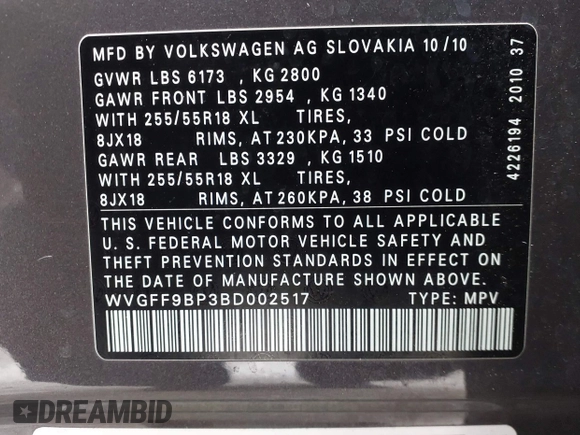 MFD BY VOLKSWAGEN AG SLOVAKIA 10/10
GVWR LBS 6173 , KG 2800
GAWR FRONT LBS 2954 , KG 1340
WITH 255/55R18 XL TIRES,
8JX18 RIMS, AT 230KPA, 33 PSI COLD
GAWR REAR LBS 3329 , KG 1510
WITH 255/55R18 XL TIRES,
8JX18 RIMS, AT 260KPA, 38 PSI COLD
THIS VEHICLE CONFORMS TO ALL APPLICABLE
U. S. FEDERAL MOTOR VEHICLE SAFETY AND
THEFT PREVENTION STANDARDS IN EFFECT ON
THE DATE OF MANUFACTURE SHOWN ABOVE.
WVGFF9BP3BD002517 TYPE: MPV
4226194 2010 37
DREAMBID